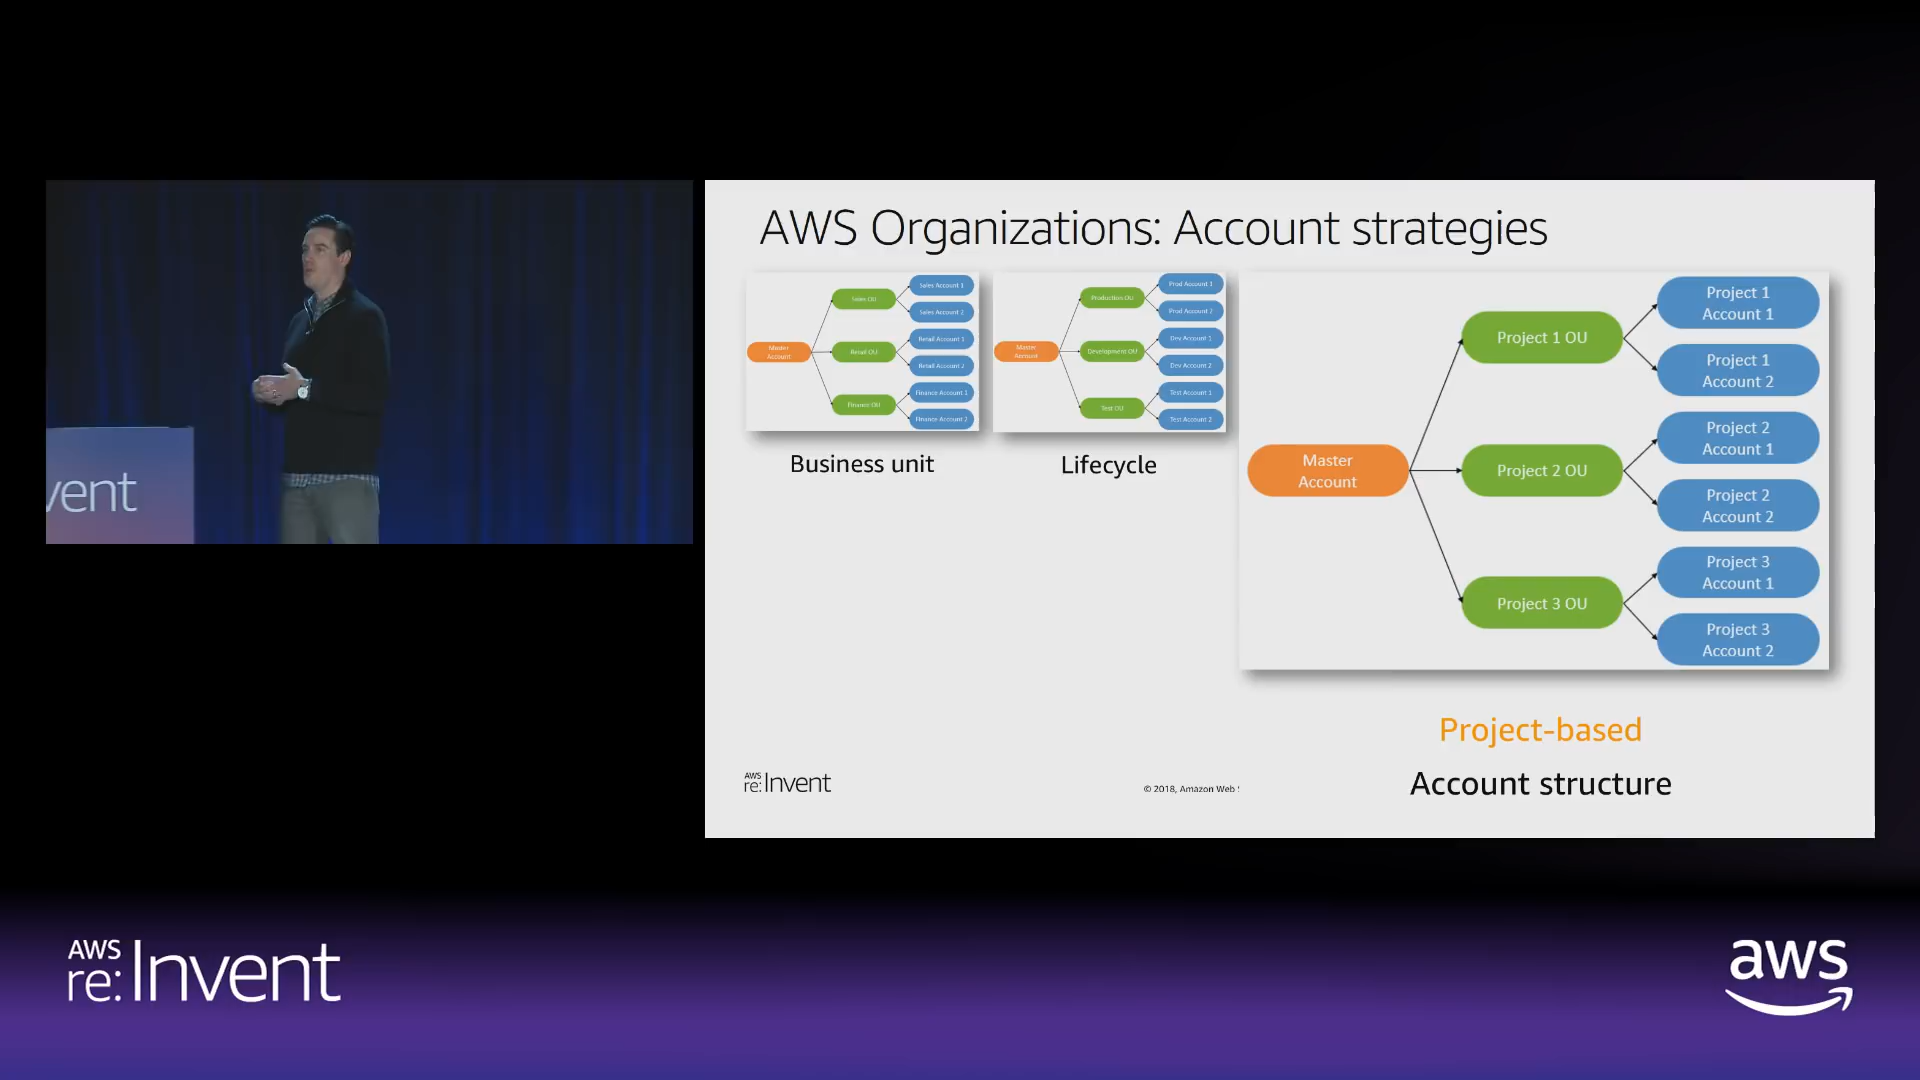 vent
AWS Organizations: Account strategies
Master
Account
Sales OU
Retail OU
Finance OU
Sales Account 1
Sales Account 2
Retail Account 1
Retail Account 2
Finance Account 1
Finance Account 2
Business unit
Master
Account
Production OU
Development OU
Test OU
Prod Account 1
Prod Account 2
Dev Account 1
Dev Account 2
Test Account 1
Test Account 2
Lifecycle
Master
Account
Project 1 OU
Project 2 OU
Project 3 OU
Project 1
Account 1
Project 1
Account 2
Project 2
Account 1
Project 2
Account 2
Project 3
Account 1
Project 3
Account 2
Project-based
Account structure
AWS
re:Invent
© 2018, Amazon Web
AWS
re:Invent
aws